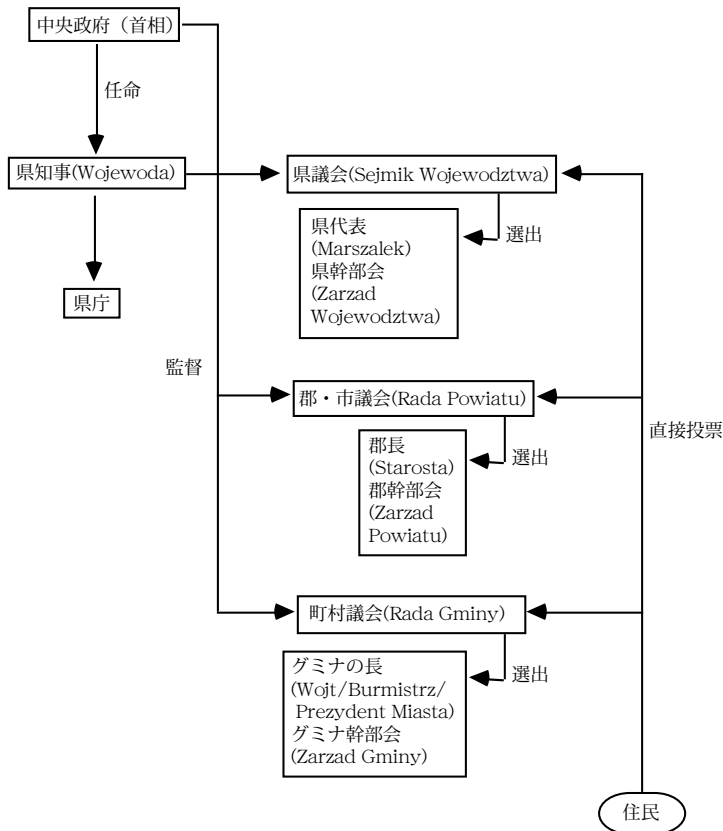 中央政府（首相）
任命
県知事(Wojewoda)
県議会(Sejmik Wojewodztwa)
選出
県代表
(Marszalek)
県幹部会
(Zarzad
Wojewodztwa)
県庁
監督
郡・市議会(Rada Powiatu)
直接投票
選出
郡長
(Starosta)
郡幹部会
(Zarzad
Powiatu)
町村議会(Rada Gminy)
選出
グミナの長
(Wojt/Burmistrz/
Prezydent Miasta)
グミナ幹部会
(Zarzad Gminy)
住民